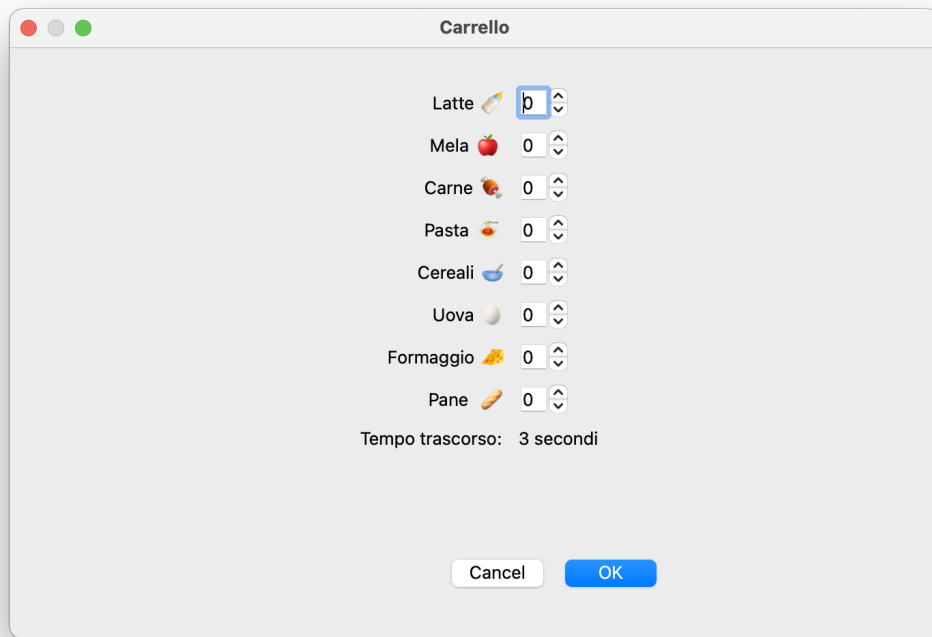 Carrello
Latte 🍼 0
Mela 🍎 0
Carne 🍖 0
Pasta 🍝 0
Cereali 🥣 0
Uova 🥚 0
Formaggio 🧀 0
Pane 🥖 0
Tempo trascorso: 3 secondi
Cancel OK